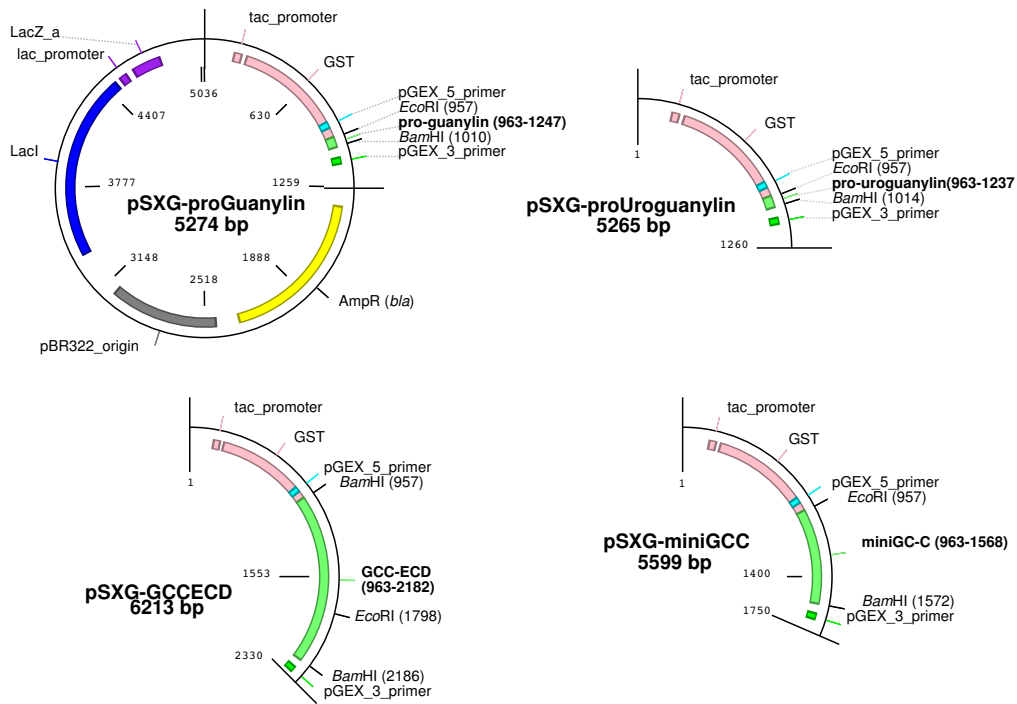 tac_promoter
LacZ_a
lac_promoter
GST
5036
pGEX_5_primer
EcoRI (957)
4407
630
pro-guanylin (963-1247)
BamHI (1010)
pGEX_3_primer
LacI
3777
1259
pSXG-proGuanylin
5274 bp
3148
1888
2518
AmpR (bla)
pBR322_origin
tac_promoter
GST
1
pGEX_5_primer
EcoRI (957)
pro-uroguanylin(963-1237
BamHI (1014)
pSXG-proUroguanylin
pGEX_3_primer
5265 bp
1260
tac_promoter
GST
pGEX_5_primer
1
BamHI (957)
1553
GCC-ECD
(963-2182)
pSXG-GCCECD
6213 bp
EcoRI (1798)
2330
BamHI (2186)
pGEX_3_primer
tac_promoter
GST
1
pGEX_5_primer
EcoRI (957)
pSXG-miniGCC
miniGC-C (963-1568)
5599 bp
1400
BamHI (1572)
1750
pGEX_3_primer